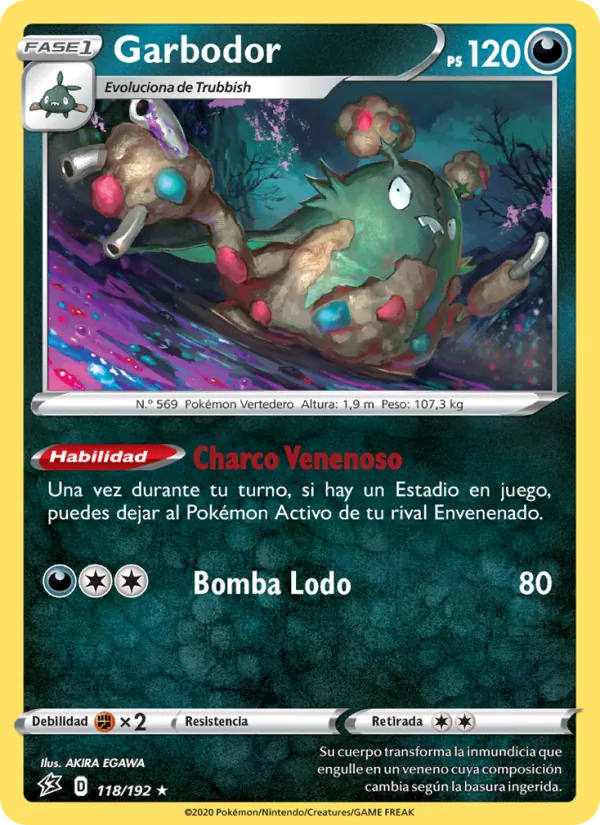 FASE 1
Garbodor
PS 120
Evoluciona de Trubbish
N.º 569 Pokémon Vertedero Altura: 1,9 m Peso: 107,3 kg
Habilidad Charco Venenoso
Una vez durante tu turno, si hay un Estadio en juego,
puedes dejar al Pokémon Activo de tu rival Envenenado.
Bomba Lodo 80
Debilidad ×2 Resistencia Retirada
Ilus. AKIRA EGAWA
D 118/192 ★
Su cuerpo transforma la inmundicia que
engulle en un veneno cuya composición
cambia según la basura ingerida.
©2020 Pokémon/Nintendo/Creatures/GAME FREAK